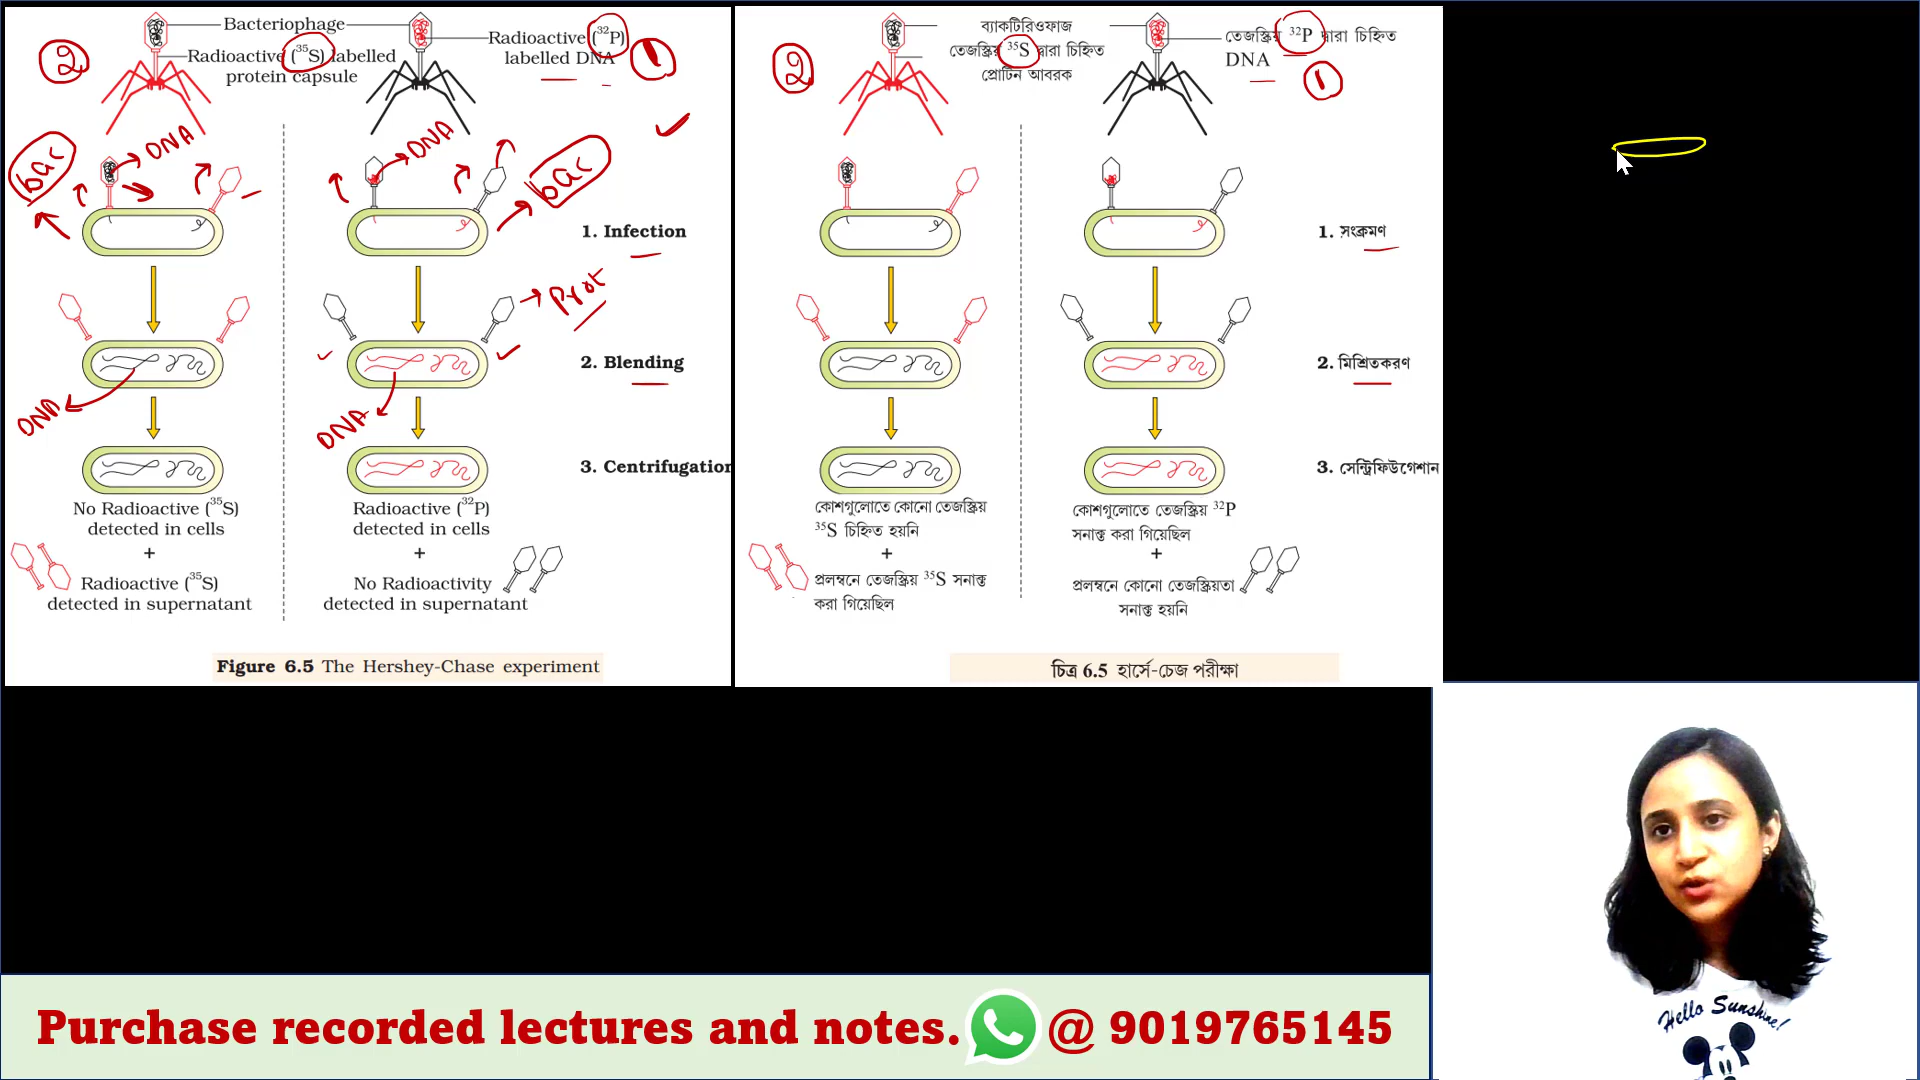 Bacteriophage
Radioactive (³⁵S) labelled
protein capsule
Radioactive (³²P)
labelled DNA
2
1
bac
DNA
DNA
bac
1. Infection
Prot
2. Blending
DNA
DNA
3. Centrifugation
No Radioactive (³⁵S)
detected in cells
+
Radioactive (³⁵S)
detected in supernatant
Radioactive (³²P)
detected in cells
+
No Radioactivity
detected in supernatant
Figure 6.5 The Hershey-Chase experiment
ব্যাকটিরিওফাজ
তেজস্ক্রিয় ³⁵S দ্বারা চিহ্নিত
প্রোটিন আবরক
তেজস্ক্রিয় ³²P দ্বারা চিহ্নিত
DNA
2
1
1. সংক্রমণ
2. মিশ্রিতকরণ
3. সেন্ট্রিফিউগেশান
কোশগুলোতে কোনো তেজস্ক্রিয়
³⁵S চিহ্নিত হয়নি
+
প্রলম্বনে তেজস্ক্রিয় ³⁵S সনাক্ত
করা গিয়েছিল
কোশগুলোতে তেজস্ক্রিয় ³²P
সনাক্ত করা গিয়েছিল
+
প্রলম্বনে কোনো তেজস্ক্রিয়তা
সনাক্ত হয়নি
চিত্র 6.5 হার্সে-চেজ পরীক্ষা
Hello Sunshine!
Purchase recorded lectures and notes. @ 9019765145